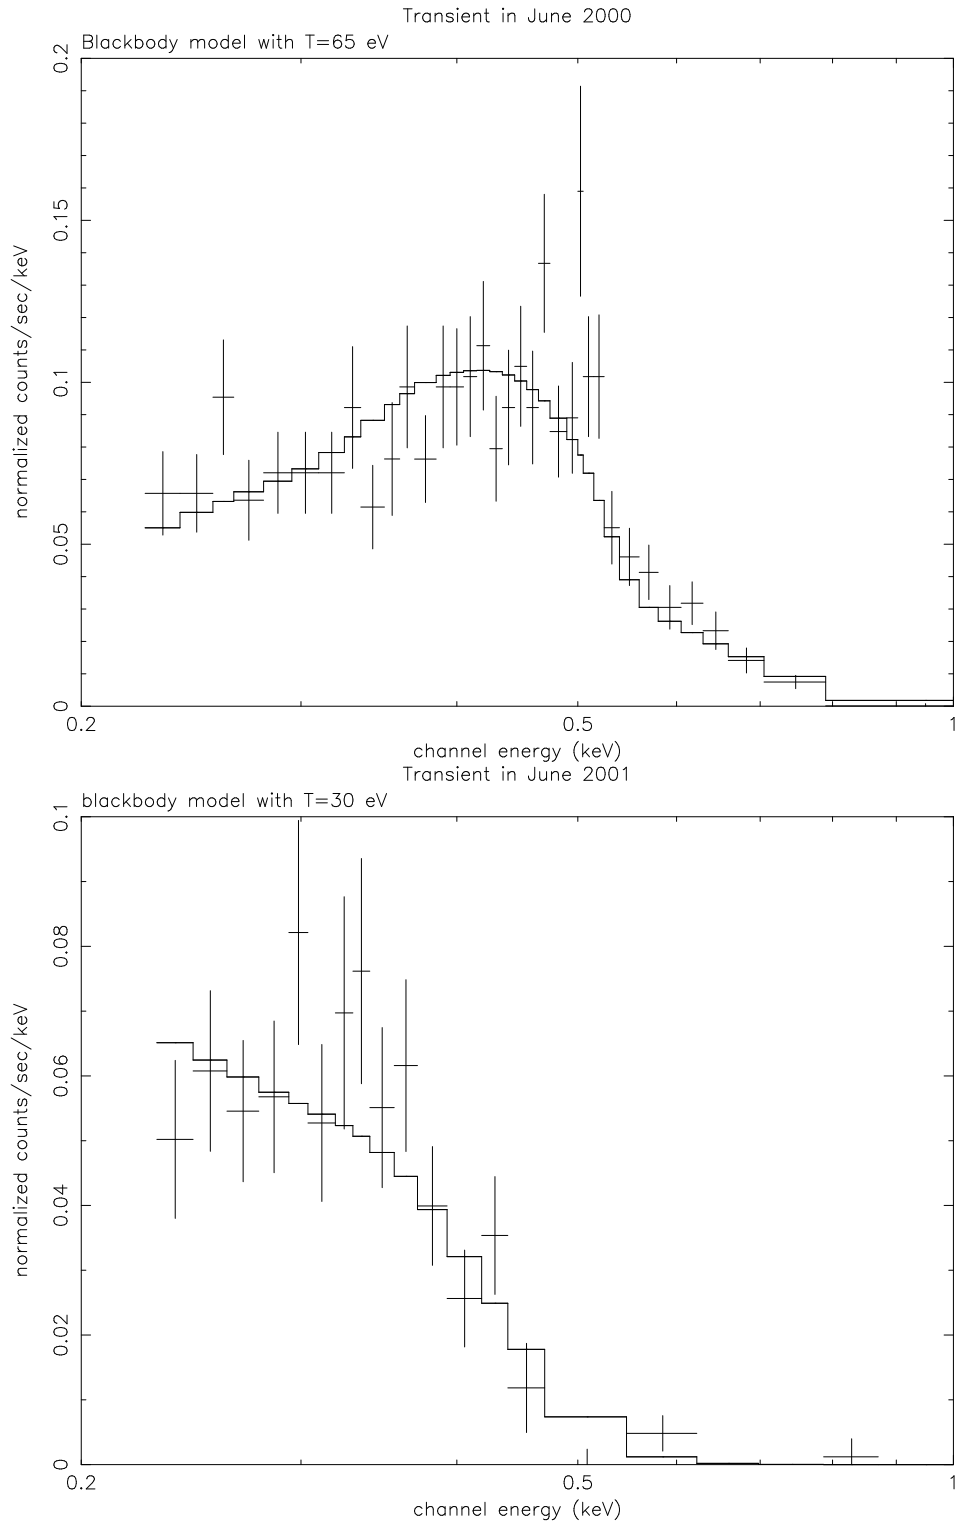 Transient in June 2000
Blackbody model with T=65 eV
0.2
0.15
0.1
0.05
0
normalized counts/sec/keV
0.2 0.5 1
channel energy (keV)
Transient in June 2001
blackbody model with T=30 eV
0.1
0.08
0.06
0.04
0.02
0
normalized counts/sec/keV
0.2 0.5 1
channel energy (keV)